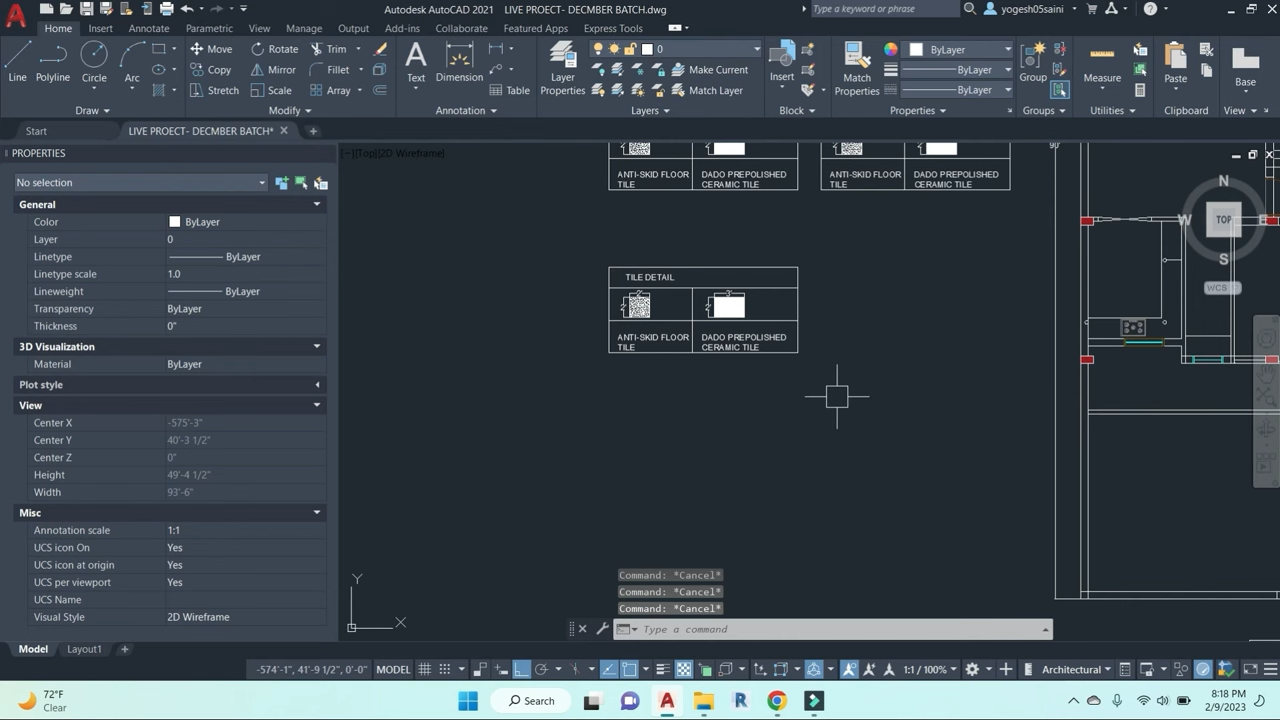 Autodesk AutoCAD 2021 LIVE PROECT- DECMBER BATCH.dwg
Type a keyword or phrase
yogesh05saini
Home Insert Annotate Parametric View Manage Output Add-ins Collaborate Express Tools Featured Apps
Line Polyline Circle Arc
Move Rotate Trim
Copy Mirror Fillet
Stretch Scale Array
Text Dimension Table
Layer Properties
0
Make Current
Match Layer
Insert
Match Properties
ByLayer
ByLayer
ByLayer
Group
Measure
Paste
Base
Draw Modify Annotation Layers Block Properties Groups Utilities Clipboard View
Start LIVE PROECT- DECMBER BATCH*
PROPERTIES
[−][Top][2D Wireframe]
No selection
General
Color ByLayer
Layer 0
Linetype ByLayer
Linetype scale 1.0
Lineweight ByLayer
Transparency ByLayer
Thickness 0"
3D Visualization
Material ByLayer
Plot style
View
Center X -575'-3"
Center Y 40'-3 1/2"
Center Z 0"
Height 49'-4 1/2"
Width 93'-6"
Misc
Annotation scale 1:1
UCS icon On Yes
UCS icon at origin Yes
UCS per viewport Yes
UCS Name
Visual Style 2D Wireframe
ANTI-SKID FLOOR TILE
DADO PREPOLISHED CERAMIC TILE
ANTI-SKID FLOOR TILE
DADO PREPOLISHED CERAMIC TILE
TILE DETAIL
ANTI-SKID FLOOR TILE
DADO PREPOLISHED CERAMIC TILE
N
W TOP E
S
WCS
Y
X
Command: *Cancel*
Command: *Cancel*
Command: *Cancel*
Type a command
Model Layout1
-574'-1", 41'-9 1/2", 0'-0" MODEL 1:1 / 100% Architectural
72°F
Clear
Search
8:18 PM
2/9/2023